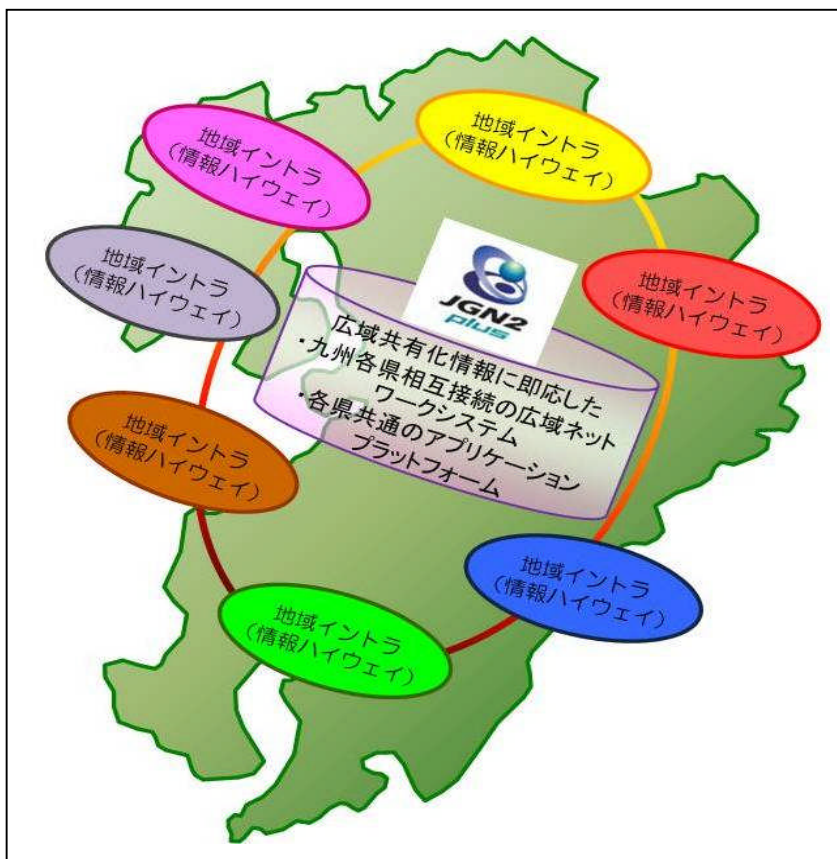 地域イントラ
(情報ハイウェイ)
地域イントラ
(情報ハイウェイ)
地域イントラ
(情報ハイウェイ)
地域イントラ
(情報ハイウェイ)
JGN2
plus
広域共有化情報に即応した
・九州各県相互接続の広域ネット
ワークシステム
・各県共通のアプリケーション
プラットフォーム
地域イントラ
(情報ハイウェイ)
地域イントラ
(情報ハイウェイ)
地域イントラ
(情報ハイウェイ)